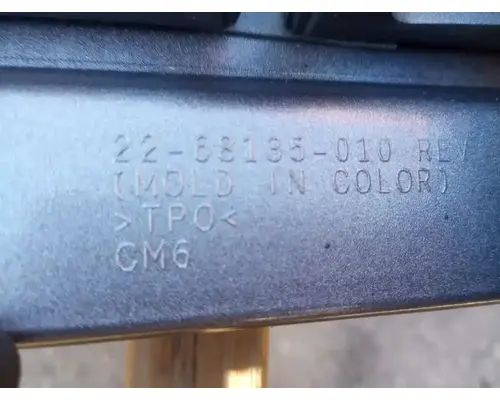 22-68135-010 REV
(MOLD IN COLOR)
>TPO<
CM6